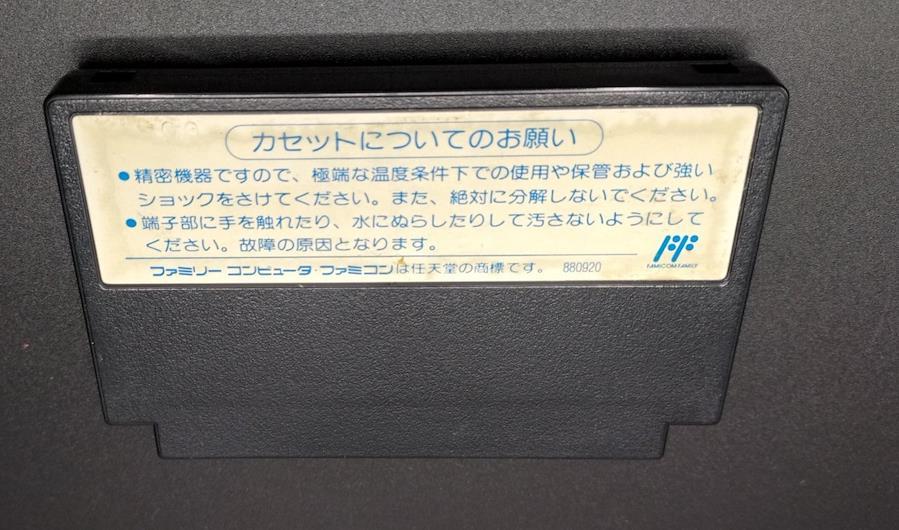 カセットについてのお願い
●精密機器ですので、極端な温度条件下での使用や保管および強い
ショックをさけてください。また、絶対に分解しないでください。
●端子部に手を触れたり、水にぬらしたりして汚さないようにして
ください。故障の原因となります。
FAMICOM FAMILY
ファミリー コンピュータ・ファミコンは任天堂の商標です。 880920